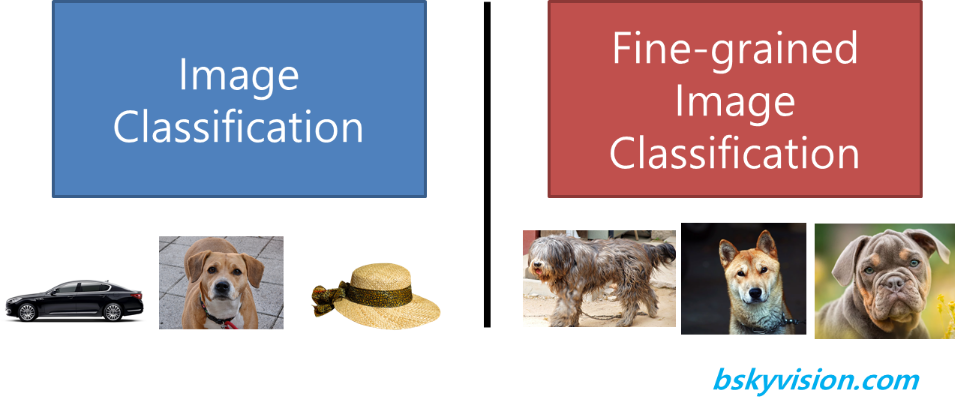 Image
Classification
Fine-grained
Image
Classification
bskyvision.com